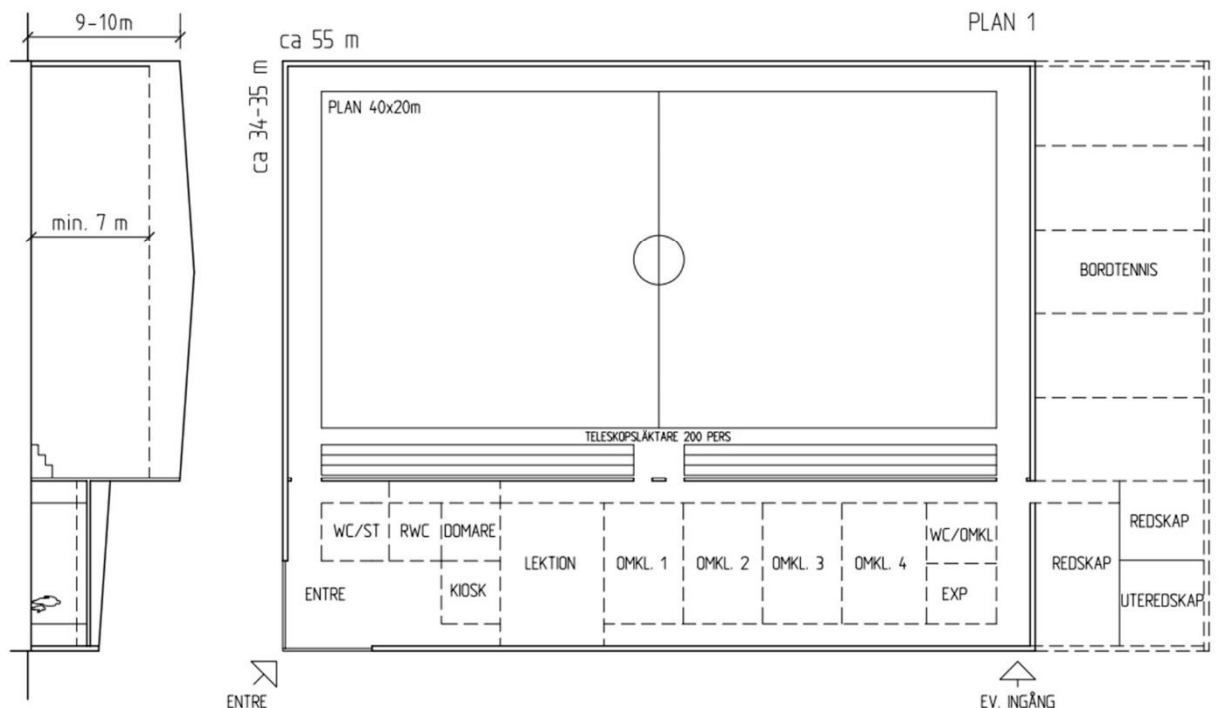 9-10m
ca 55 m
PLAN 1
ca 34-35 m
PLAN 40x20m
min. 7 m
BORDTENNIS
TELESKOPSLÄKTARE 200 PERS
WC/ST
RWC
DOMARE
LEKTION
OMKL. 1
OMKL. 2
OMKL. 3
OMKL. 4
WC/OMKL
REDSKAP
REDSKAP
ENTRE
KIOSK
EXP
UTEREDSKAP
ENTRE
EV. INGÅNG